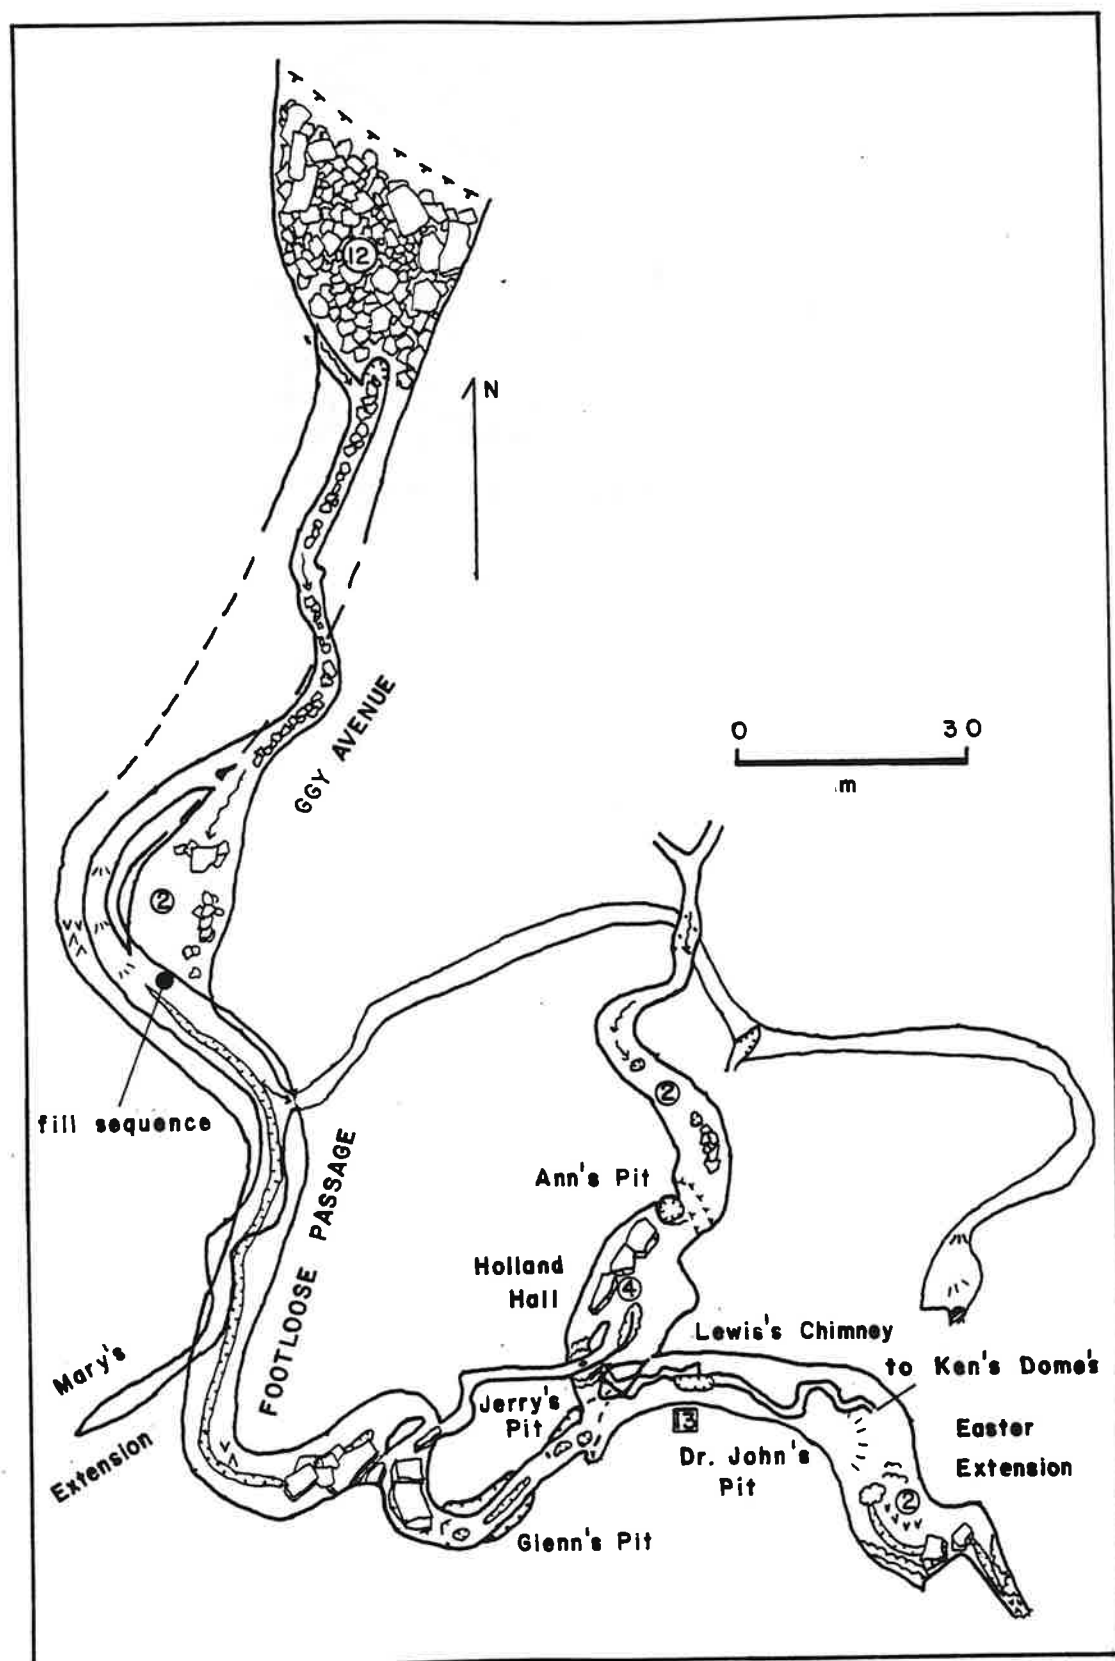 12
N
GGY AVENUE
0 30
m
2
fill sequence
2
Ann's Pit
FOOTLOOSE PASSAGE
Holland
Hall
4
Lewis's Chimney
to Ken's Dome's
Mary's
Extension
Jerry's
Pit
13
Dr. John's
Pit
Easter
Extension
2
Glenn's Pit